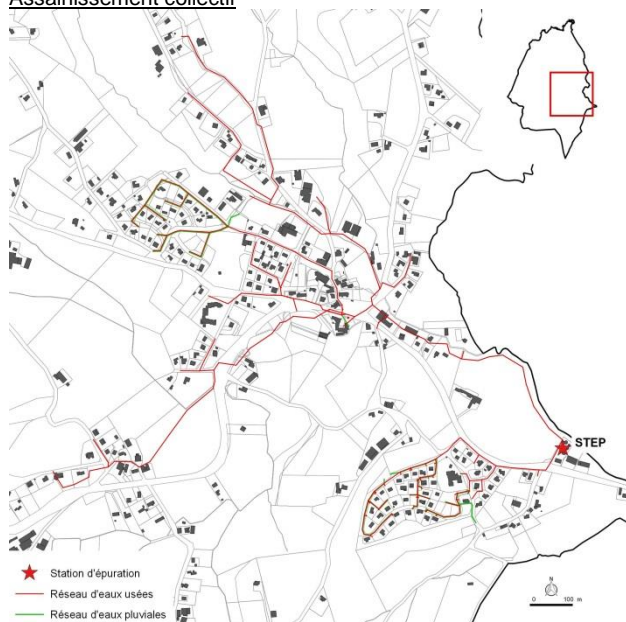 Assainissement collectif
STEP
Station d'épuration
Réseau d'eaux usées
Réseau d'eaux pluviales
N
0 100 m